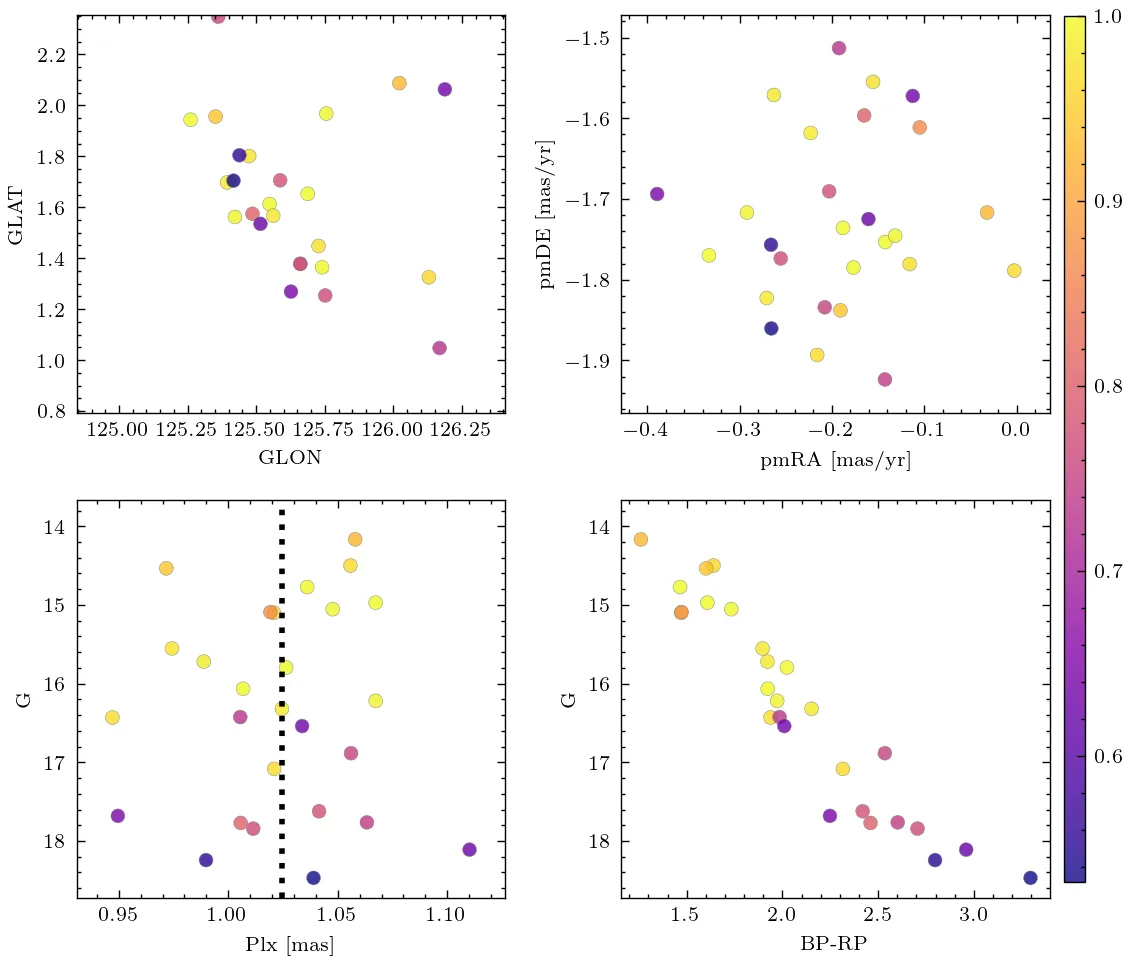 GLAT
2.2
2.0
1.8
1.6
1.4
1.2
1.0
0.8
125.00 125.25 125.50 125.75 126.00 126.25
GLON
pmDE [mas/yr]
−1.5
−1.6
−1.7
−1.8
−1.9
−0.4 −0.3 −0.2 −0.1 0.0
pmRA [mas/yr]
1.0
0.9
0.8
0.7
0.6
G
14
15
16
17
18
0.95 1.00 1.05 1.10
Plx [mas]
G
14
15
16
17
18
1.5 2.0 2.5 3.0
BP-RP